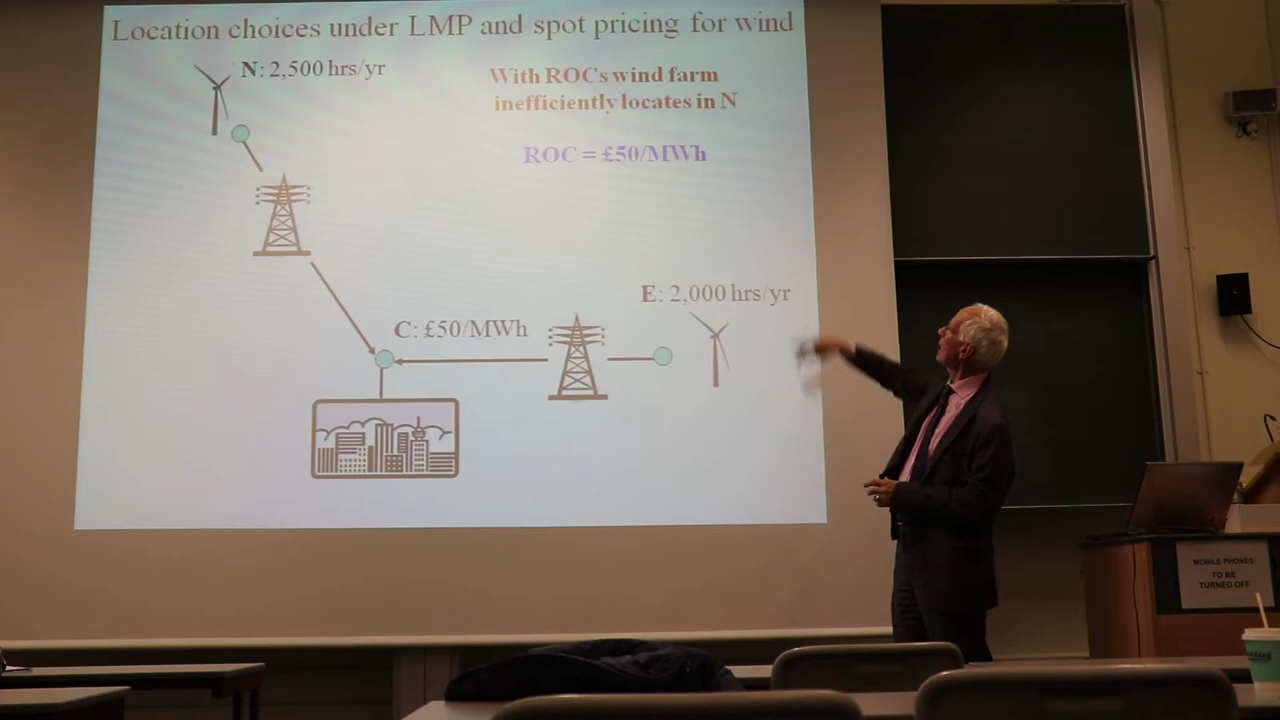 Location choices under LMP and spot pricing for wind
N: 2,500 hrs/yr
With ROCs wind farm
inefficiently locates in N
ROC = £50/MWh
E: 2,000 hrs/yr
C: £50/MWh
MOBILE PHONES
TO BE
TURNED OFF